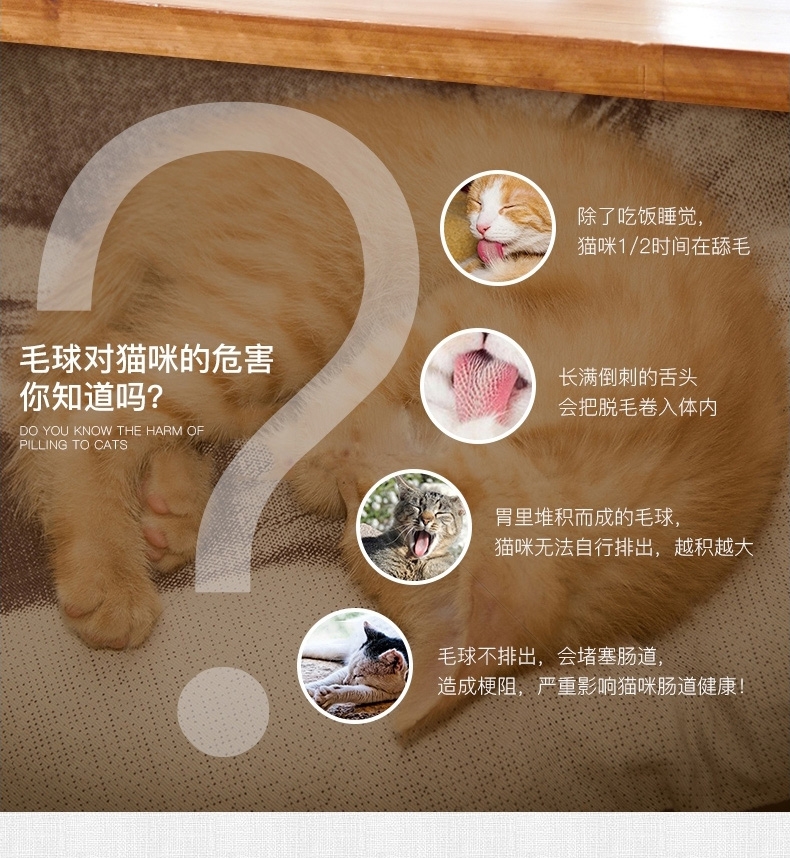 除了吃饭睡觉，
猫咪1/2时间在舔毛
毛球对猫咪的危害
你知道吗？
DO YOU KNOW THE HARM OF
PILLING TO CATS
长满倒刺的舌头
会把脱毛卷入体内
胃里堆积而成的毛球，
猫咪无法自行排出，越积越大
毛球不排出，会堵塞肠道，
造成梗阻，严重影响猫咪肠道健康！